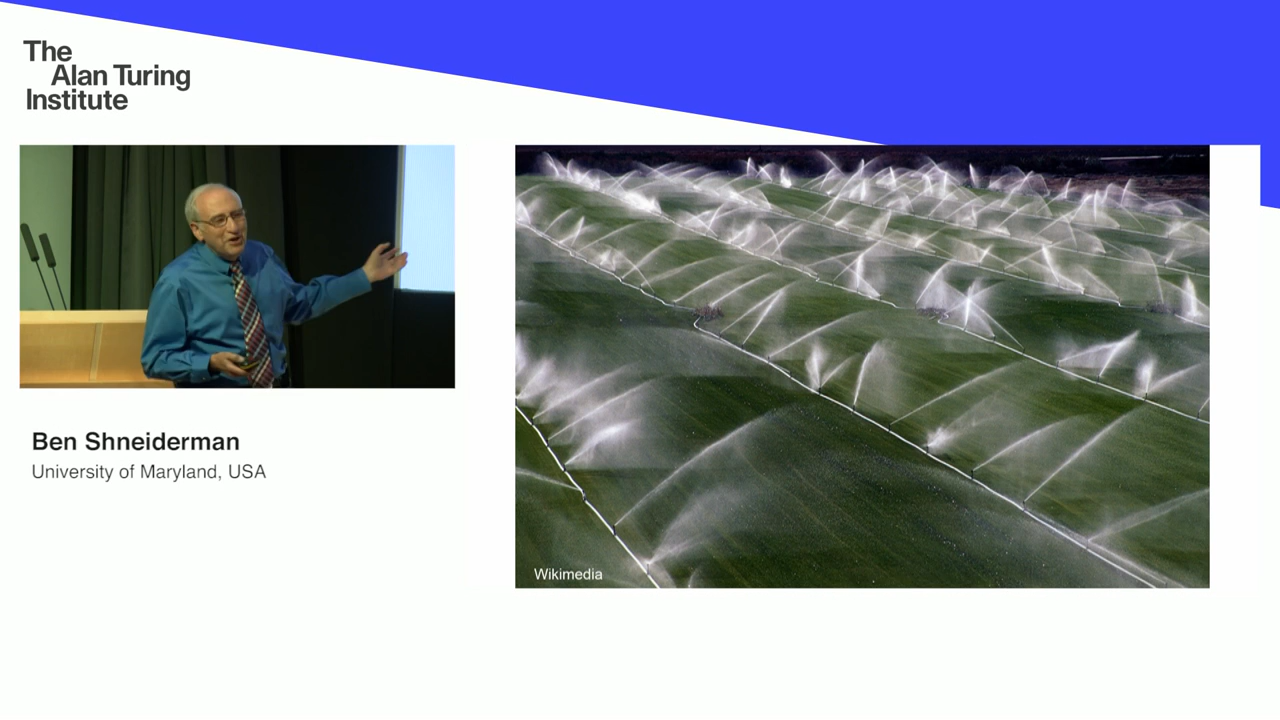 The
Alan Turing
Institute
Ben Shneiderman
University of Maryland, USA
Wikimedia